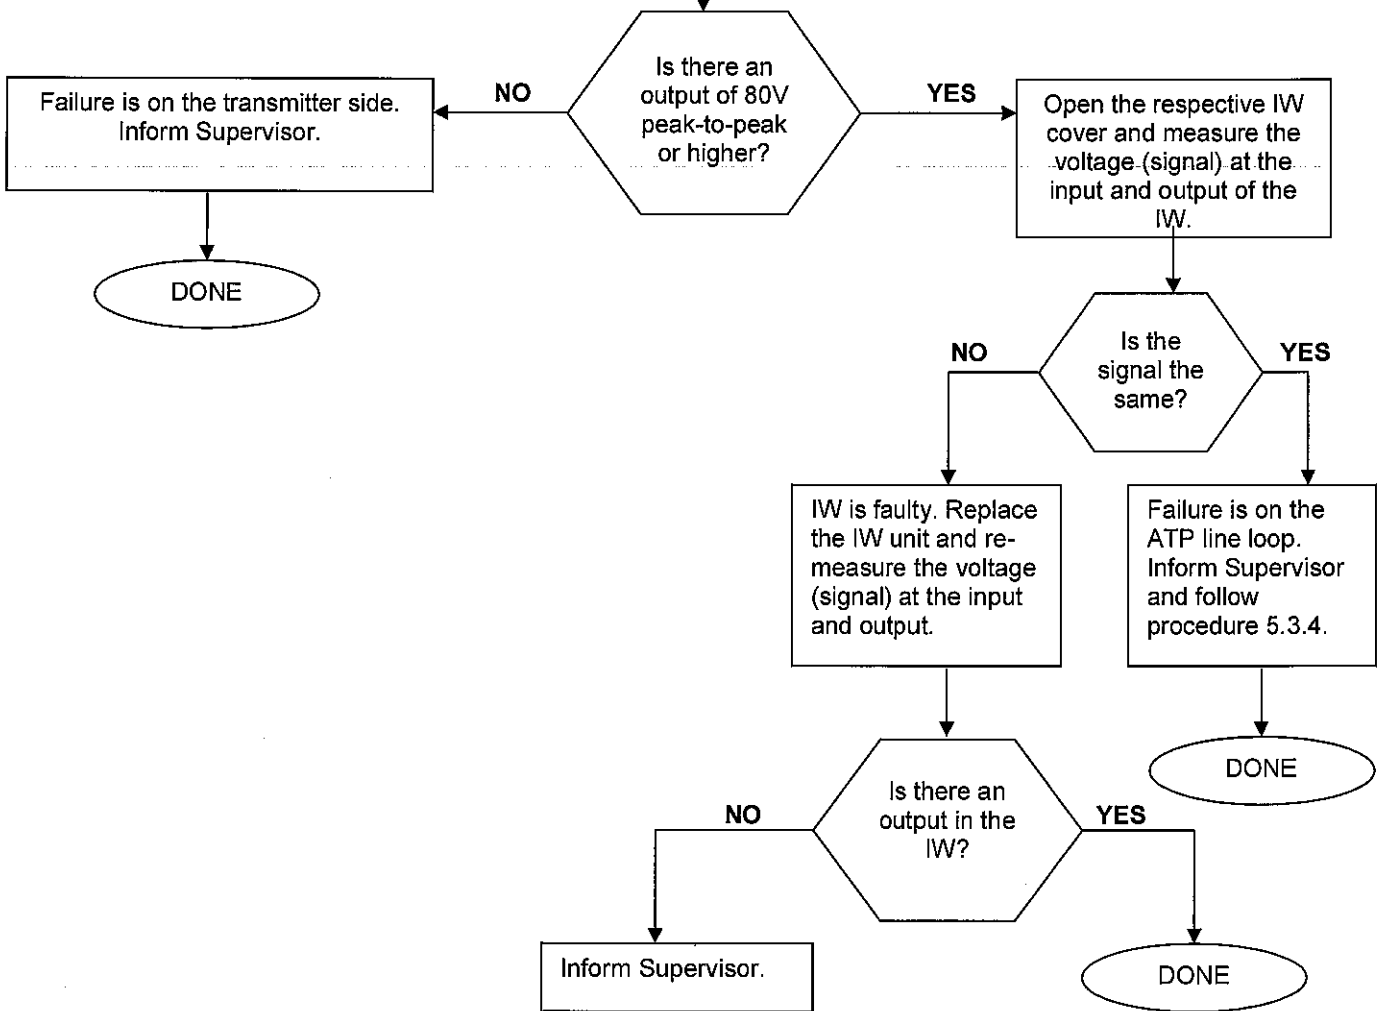 Is there an
output of 80V
peak-to-peak
or higher?
NO
YES
Failure is on the transmitter side.
Inform Supervisor.
Open the respective IW
cover and measure the
voltage (signal) at the
input and output of the
IW.
DONE
Is the
signal the
same?
NO
YES
IW is faulty. Replace
the IW unit and re-
measure the voltage
(signal) at the input
and output.
Failure is on the
ATP line loop.
Inform Supervisor
and follow
procedure 5.3.4.
DONE
Is there an
output in the
IW?
NO
YES
Inform Supervisor.
DONE